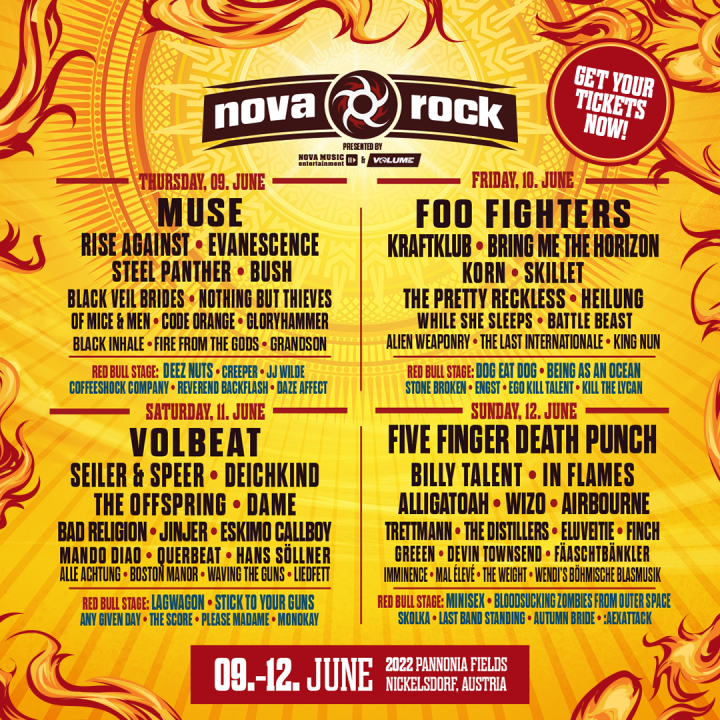 nova rock
GET YOUR
TICKETS
NOW!
PRESENTED BY
NOVA MUSIC
entertainment & VOLUME
THURSDAY, 09. JUNE
MUSE
RISE AGAINST • EVANESCENCE
STEEL PANTHER • BUSH
BLACK VEIL BRIDES • NOTHING BUT THIEVES
OF MICE & MEN • CODE ORANGE • GLORYHAMMER
BLACK INHALE • FIRE FROM THE GODS • GRANDSON
RED BULL STAGE: DEEZ NUTS • CREEPER • JJ WILDE
COFFEESHOCK COMPANY • REVEREND BACKFLASH • DAZE AFFECT
FRIDAY, 10. JUNE
FOO FIGHTERS
KRAFTKLUB • BRING ME THE HORIZON
KORN • SKILLET
THE PRETTY RECKLESS • HEILUNG
WHILE SHE SLEEPS • BATTLE BEAST
ALIEN WEAPONRY • THE LAST INTERNATIONALE • KING NUN
RED BULL STAGE: DOG EAT DOG • BEING AS AN OCEAN
STONE BROKEN • ENGST • EGO KILL TALENT • KILL THE LYCAN
SATURDAY, 11. JUNE
VOLBEAT
SEILER & SPEER • DEICHKIND
THE OFFSPRING • DAME
BAD RELIGION • JINJER • ESKIMO CALLBOY
MANDO DIAO • QUERBEAT • HANS SÖLLNER
ALLE ACHTUNG • BOSTON MANOR • WAVING THE GUNS • LIEDFETT
RED BULL STAGE: LAGWAGON • STICK TO YOUR GUNS
ANY GIVEN DAY • THE SCORE • PLEASE MADAME • MONOKAY
SUNDAY, 12. JUNE
FIVE FINGER DEATH PUNCH
BILLY TALENT • IN FLAMES
ALLIGATOAH • WIZO • AIRBOURNE
TRETTMANN • THE DISTILLERS • ELUVEITIE • FINCH
GREEEN • DEVIN TOWNSEND • FÄASCHTBÄNKLER
IMMINENCE • MAL ÉLEVÉ • THE WEIGHT • WENDI'S BÖHMISCHE BLASMUSIK
RED BULL STAGE: MINISEX • BLOODSUCKING ZOMBIES FROM OUTER SPACE
SKOLKA • LAST BAND STANDING • AUTUMN BRIDE • :AEXATTACK
09.-12. JUNE
2022 PANNONIA FIELDS
NICKELSDORF, AUSTRIA